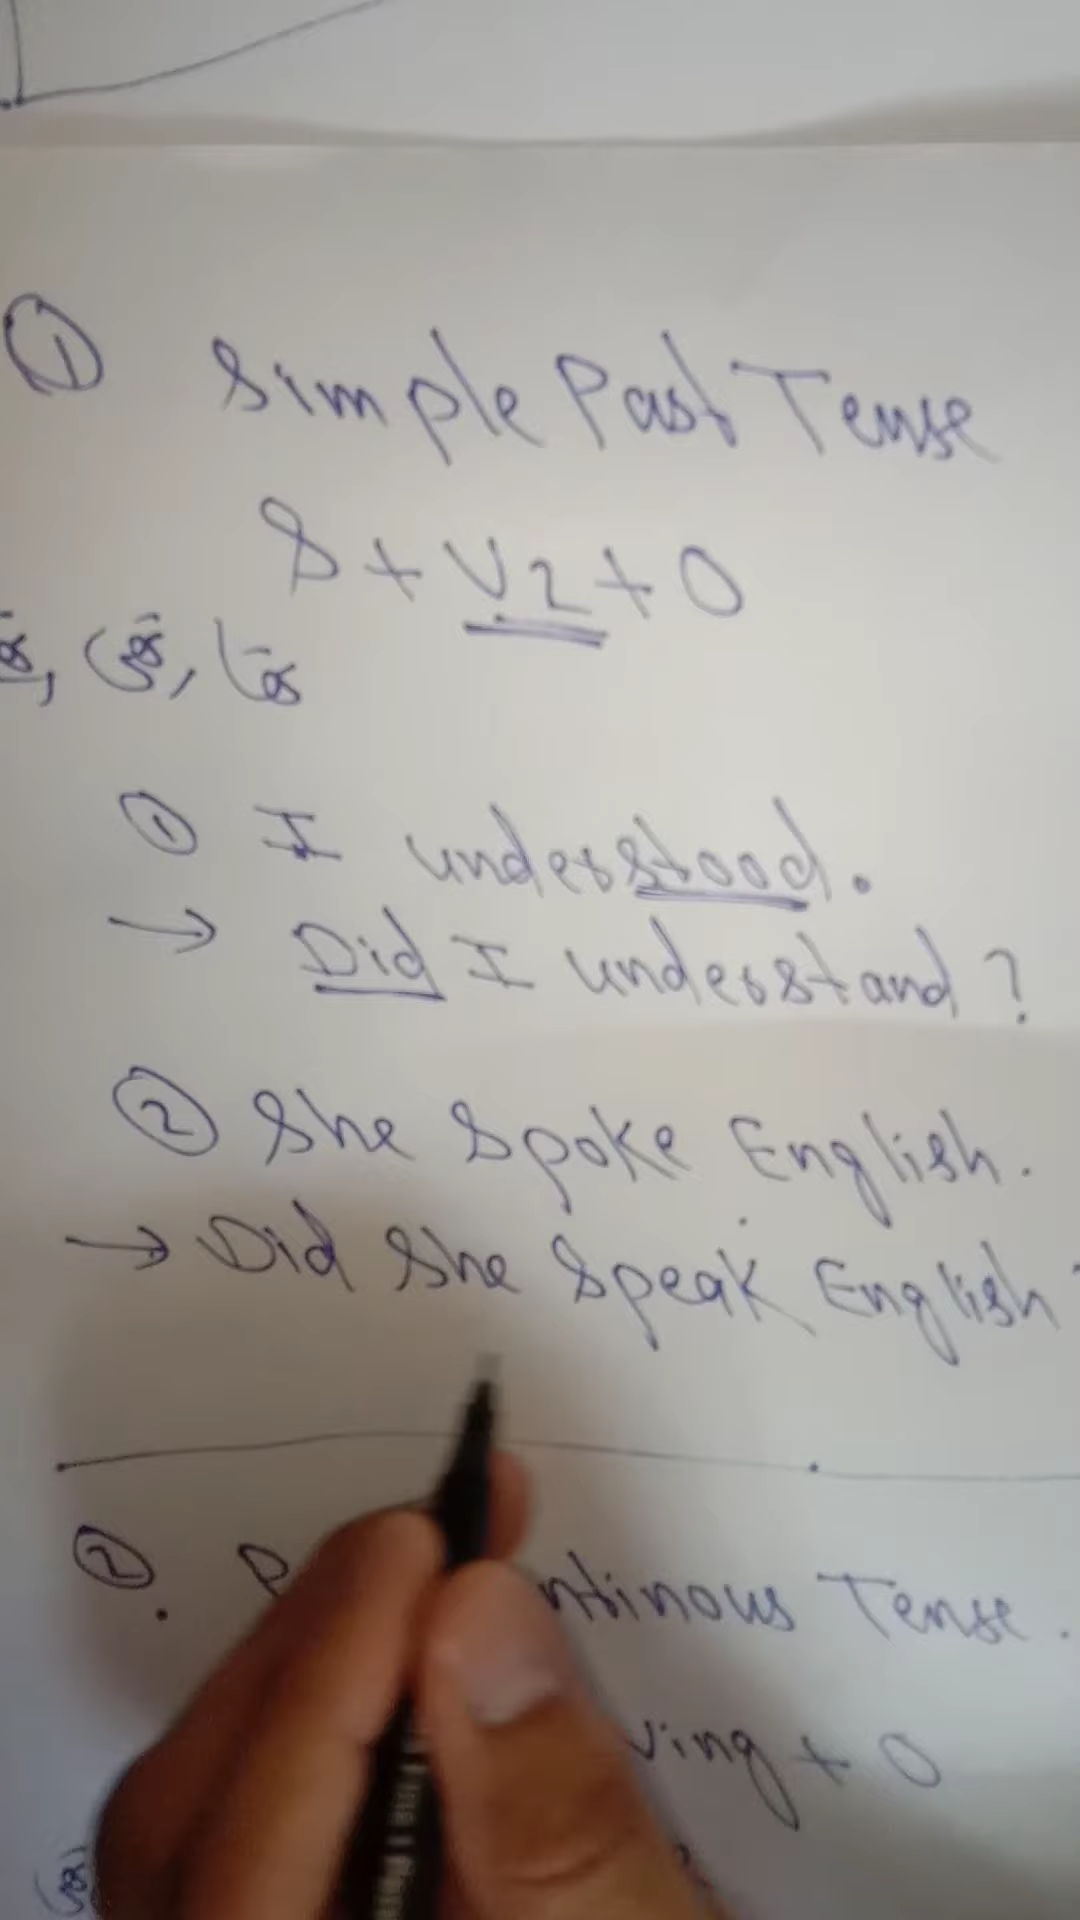 ① Simple Past Tense
S + V2 + O
① I understood.
→ Did I understand ?
② She Spoke English.
→ Did She Speak English
②. Tense.
Ving + O